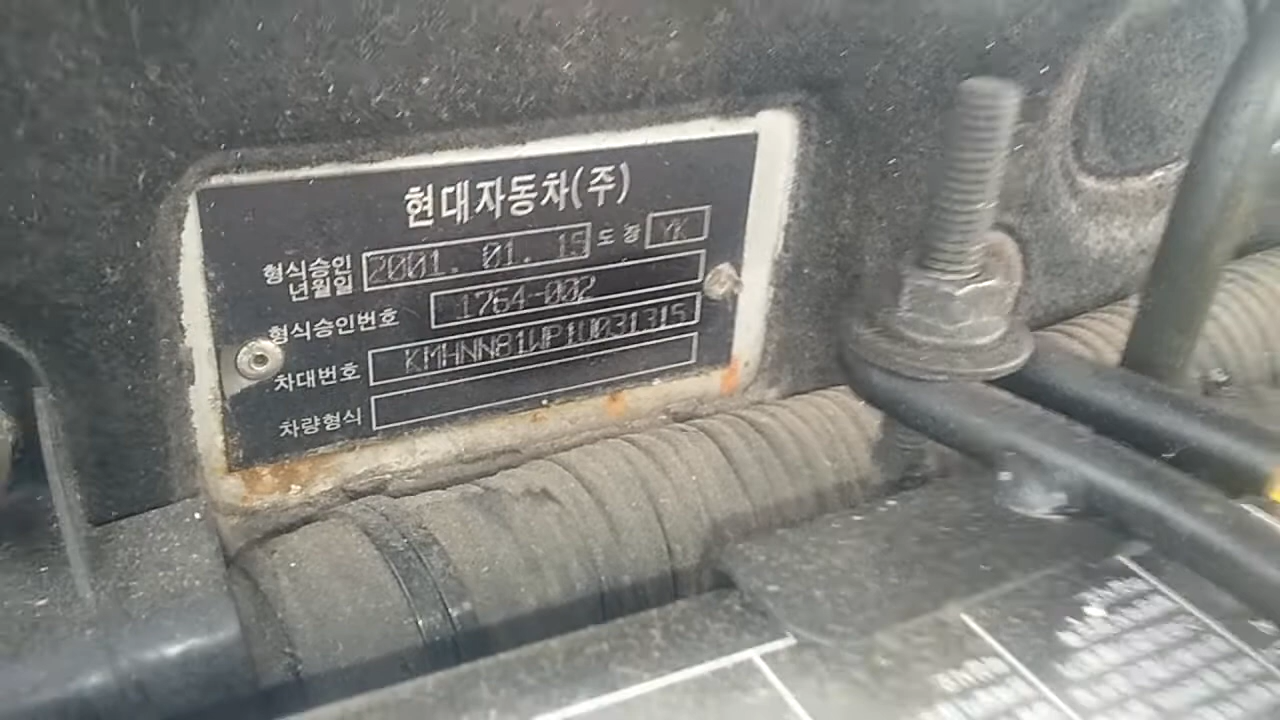 현대자동차(주)
형식승인 년월일 2001. 01. 15 도장 YK
형식승인번호 1764-002
차대번호 KMHNN81WP1U031315
차량형식